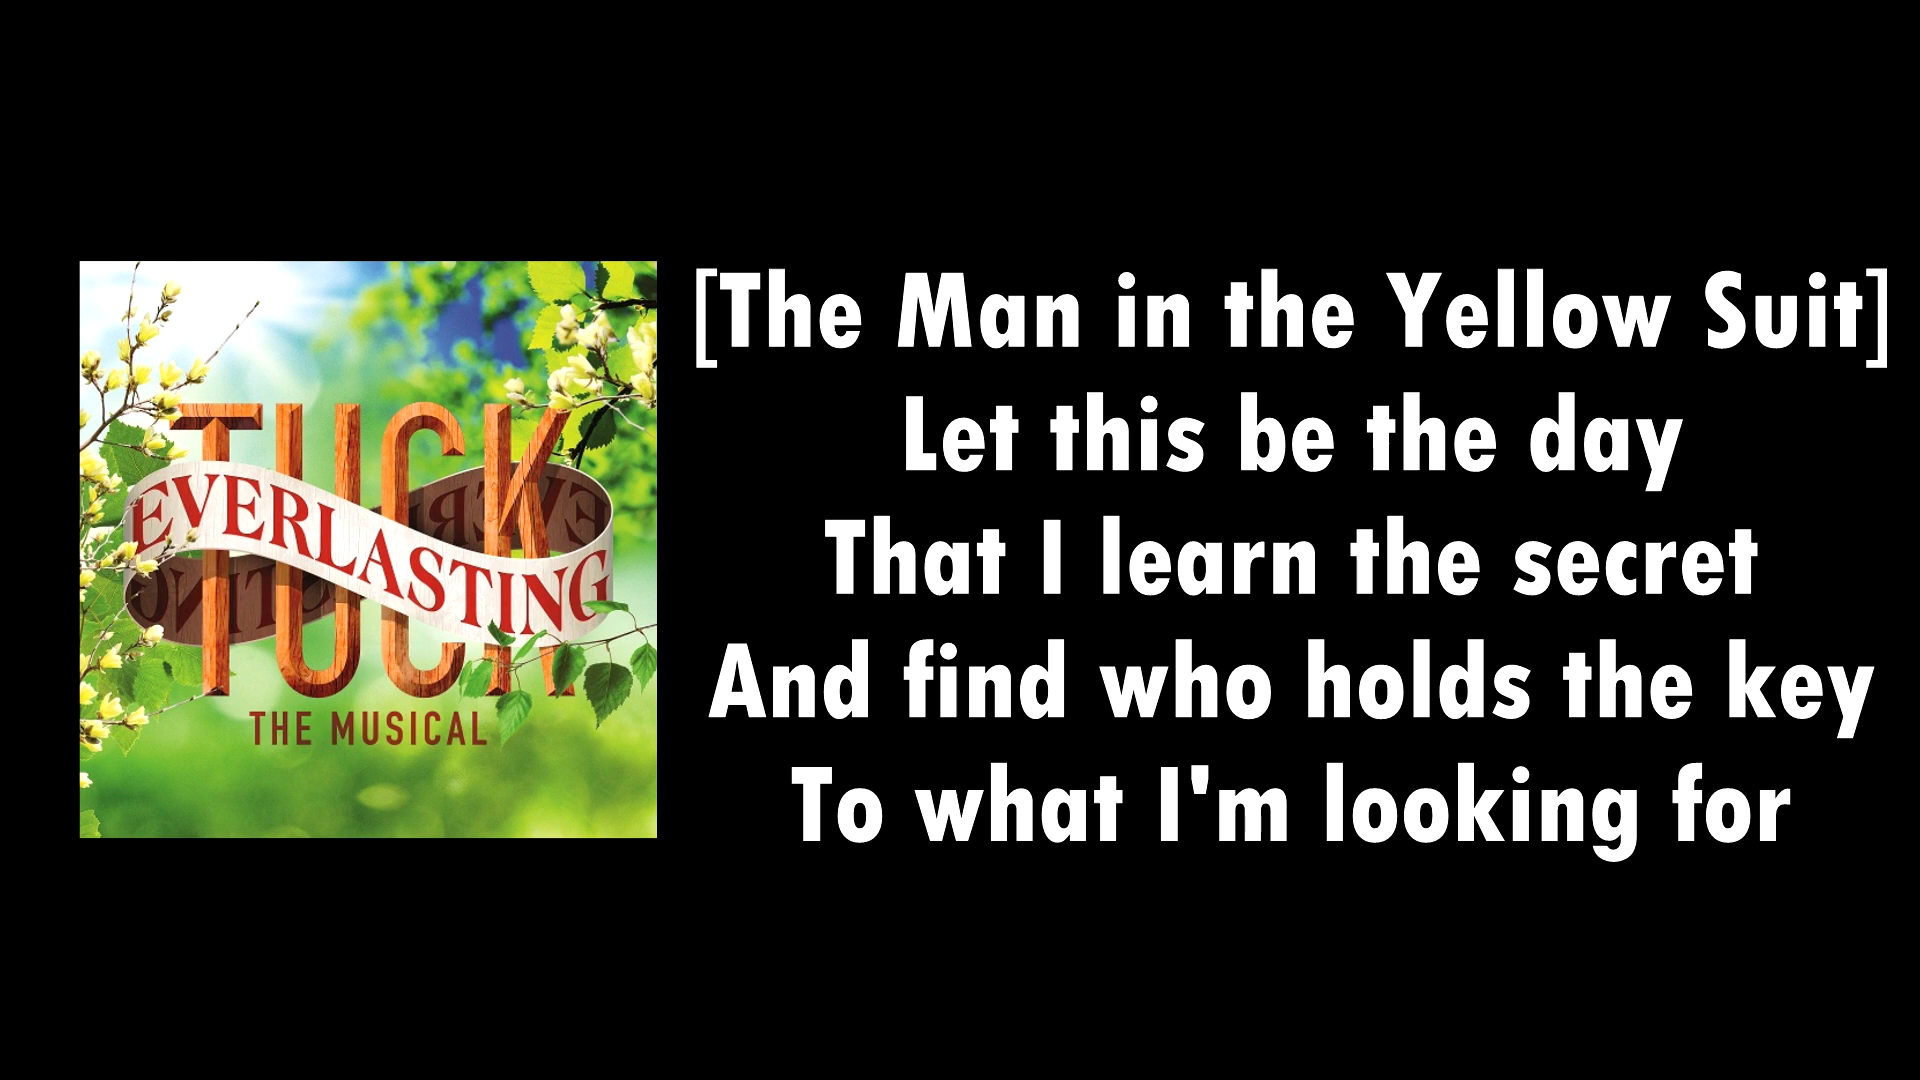 TUCK
EVERLASTING
THE MUSICAL
[The Man in the Yellow Suit]
Let this be the day
That I learn the secret
And find who holds the key
To what I'm looking for